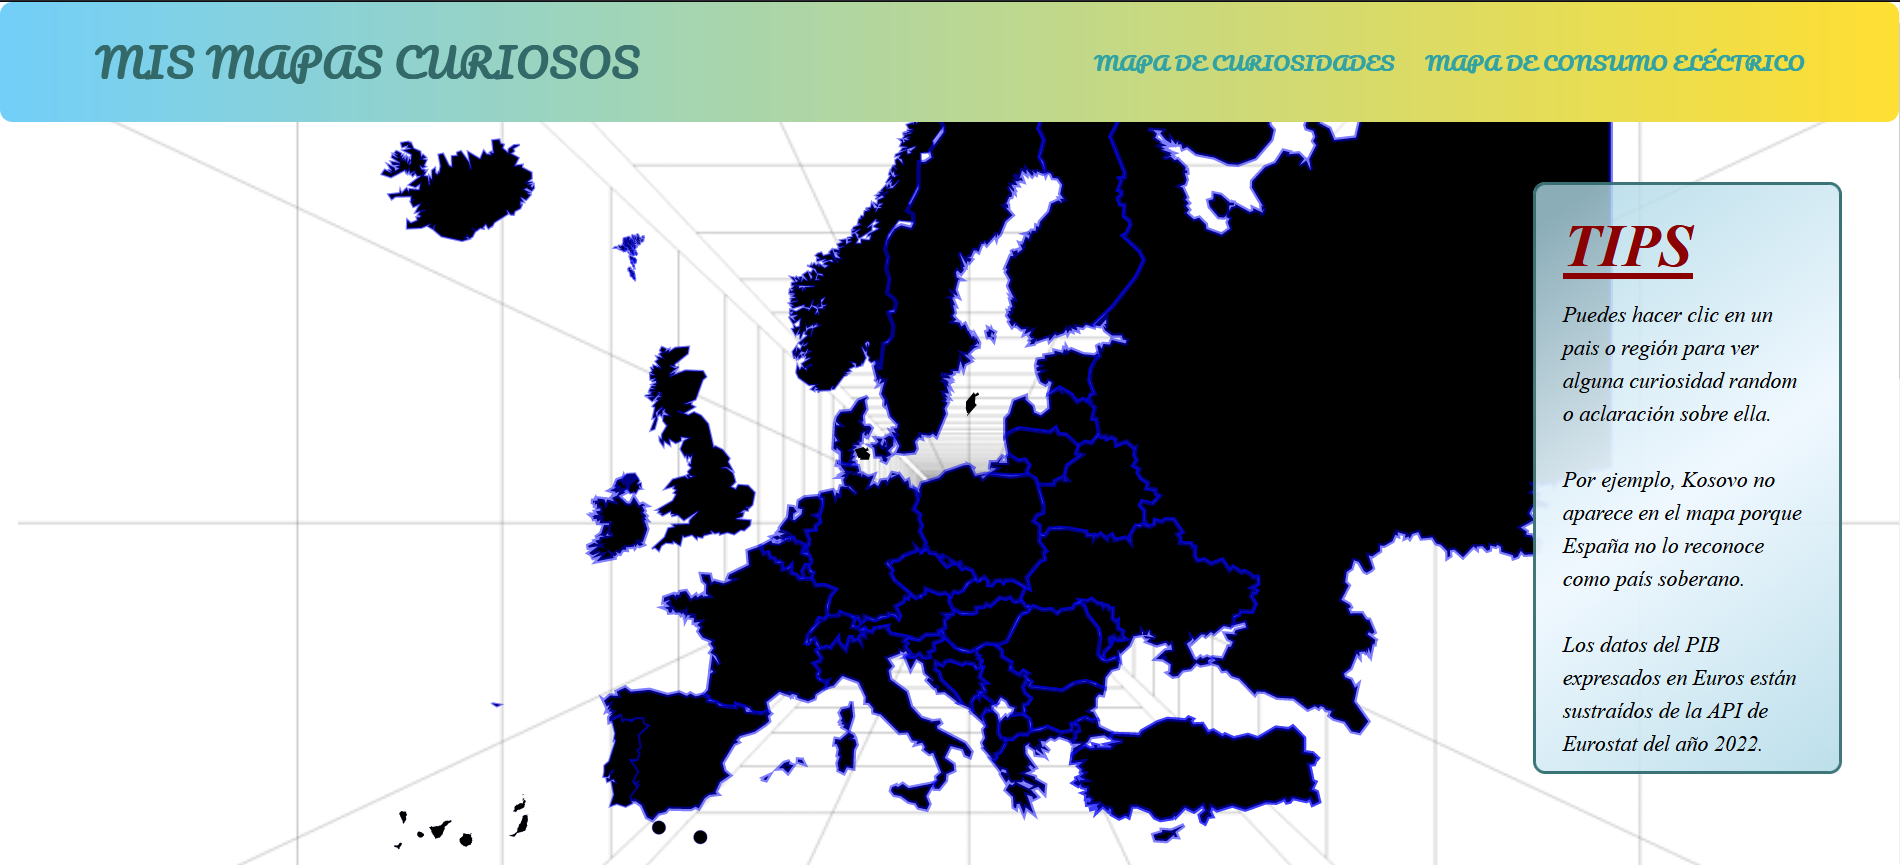 MIS MAPAS CURIOSOS
MAPA DE CURIOSIDADES MAPA DE CONSUMO ELÉCTRICO
TIPS
Puedes hacer clic en un
pais o región para ver
alguna curiosidad random
o aclaración sobre ella.
Por ejemplo, Kosovo no
aparece en el mapa porque
España no lo reconoce
como país soberano.
Los datos del PIB
expresados en Euros están
sustraídos de la API de
Eurostat del año 2022.